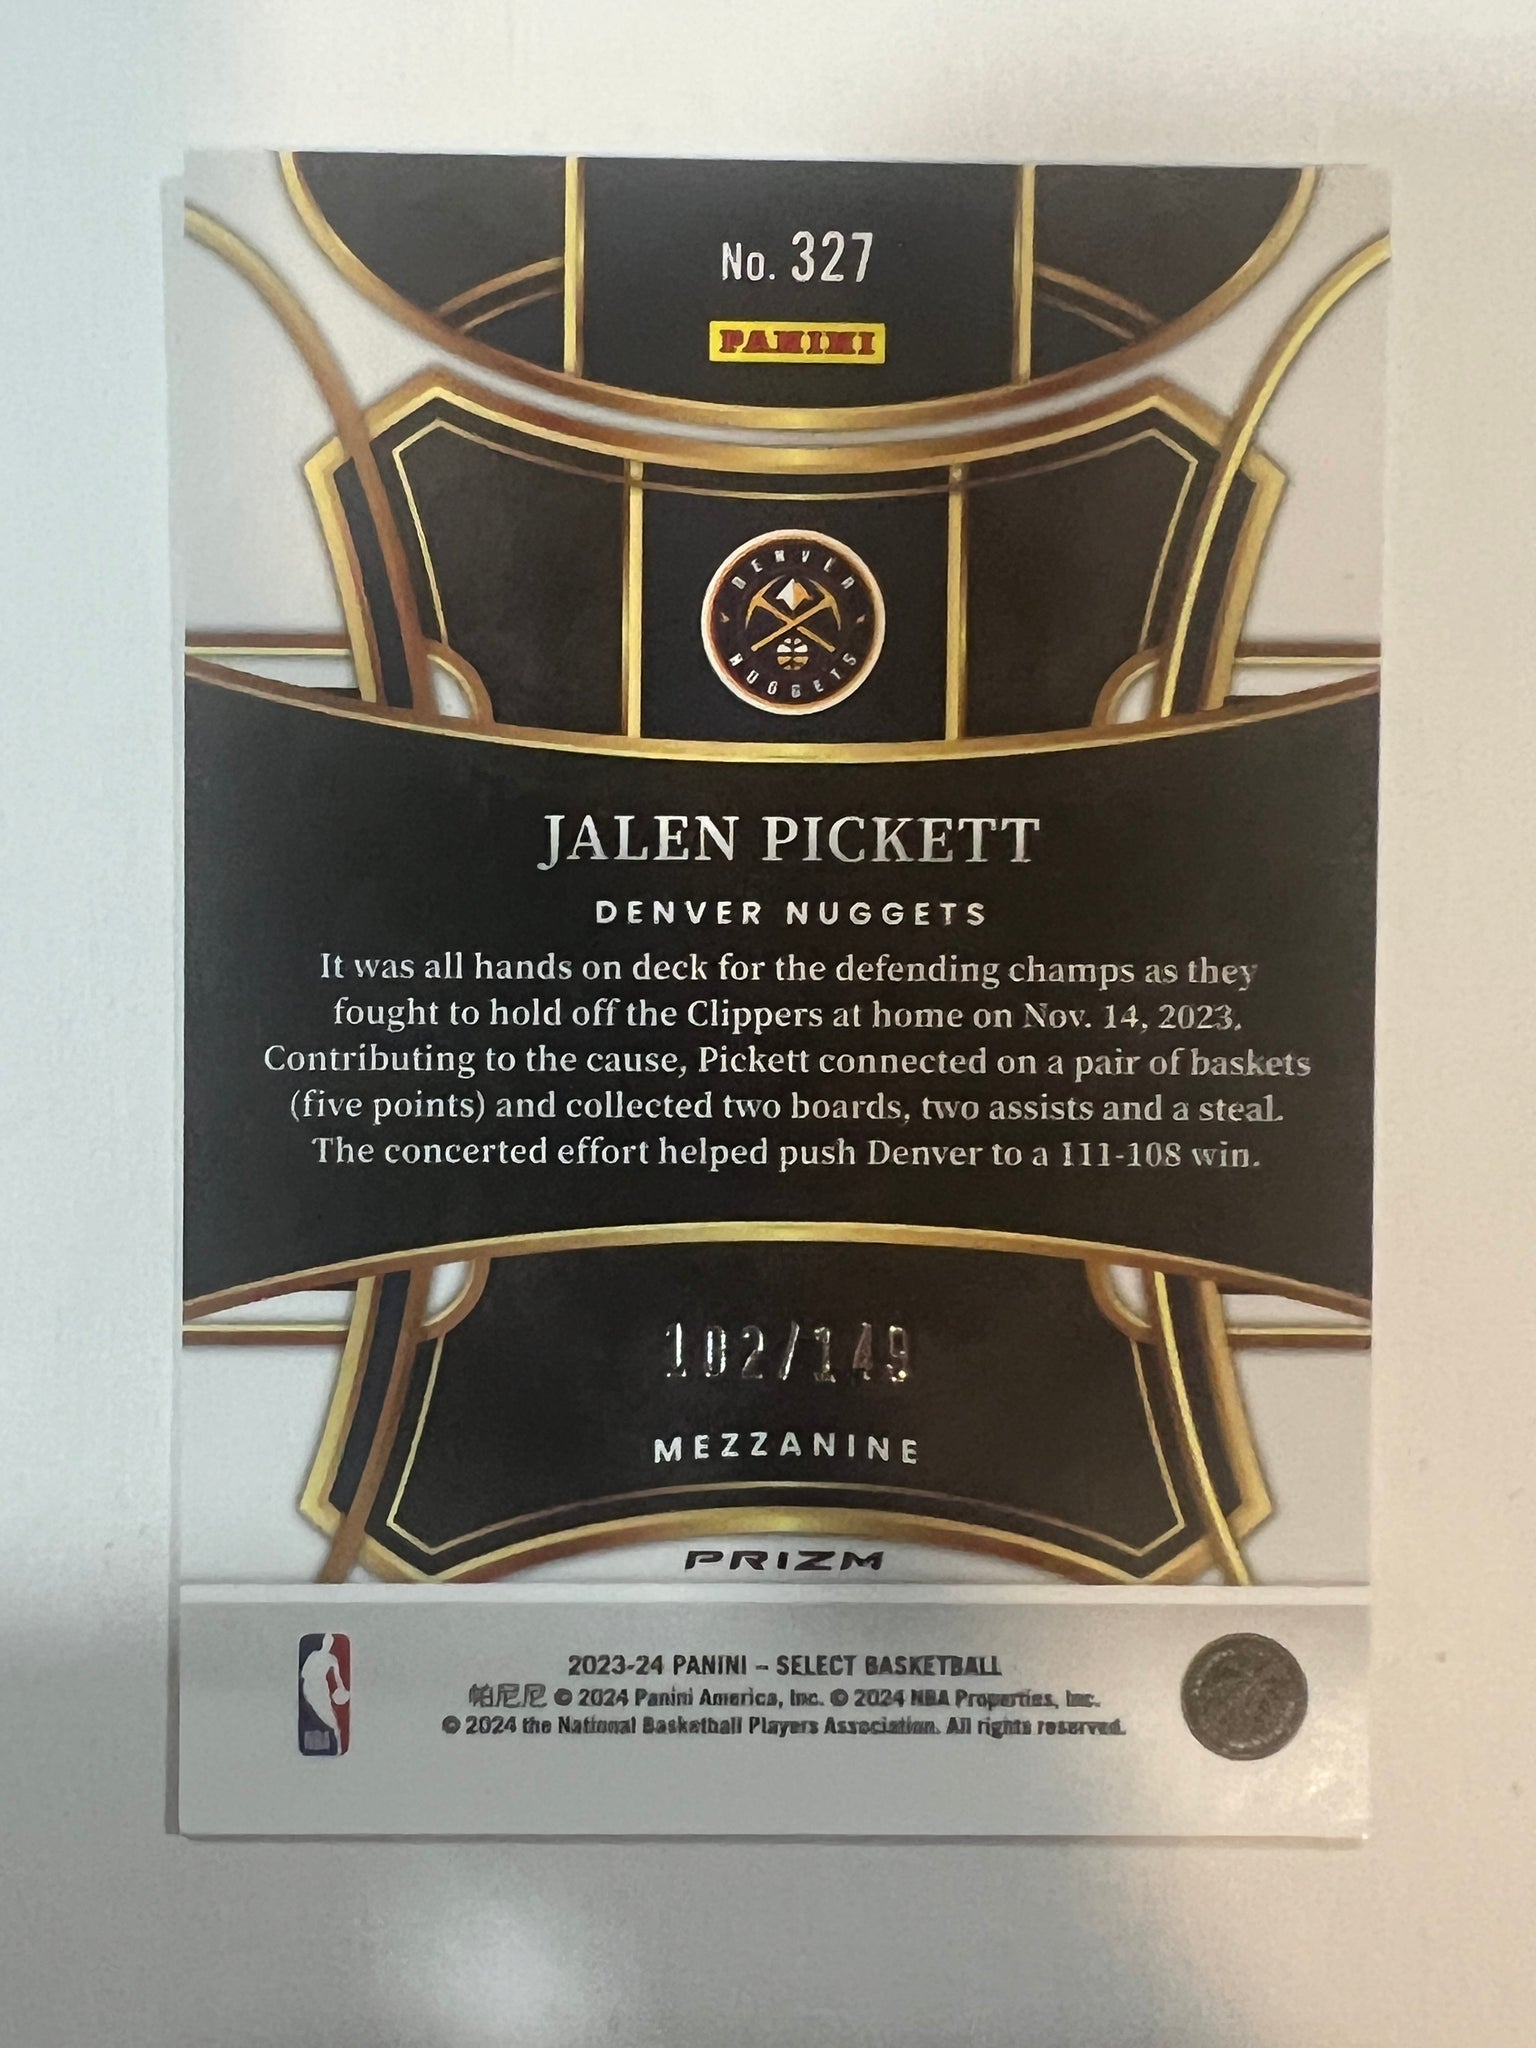 No. 327
PANINI
DENVER
NUGGETS
JALEN PICKETT
DENVER NUGGETS
It was all hands on deck for the defending champs as they
fought to hold off the Clippers at home on Nov. 14, 2023.
Contributing to the cause, Pickett connected on a pair of baskets
(five points) and collected two boards, two assists and a steal.
The concerted effort helped push Denver to a 111-108 win.
102/149
MEZZANINE
PRIZM
2023-24 PANINI – SELECT BASKETBALL
帕尼尼 © 2024 Panini America, Inc. © 2024 NBA Properties, Inc.
© 2024 the National Basketball Players Association. All rights reserved.